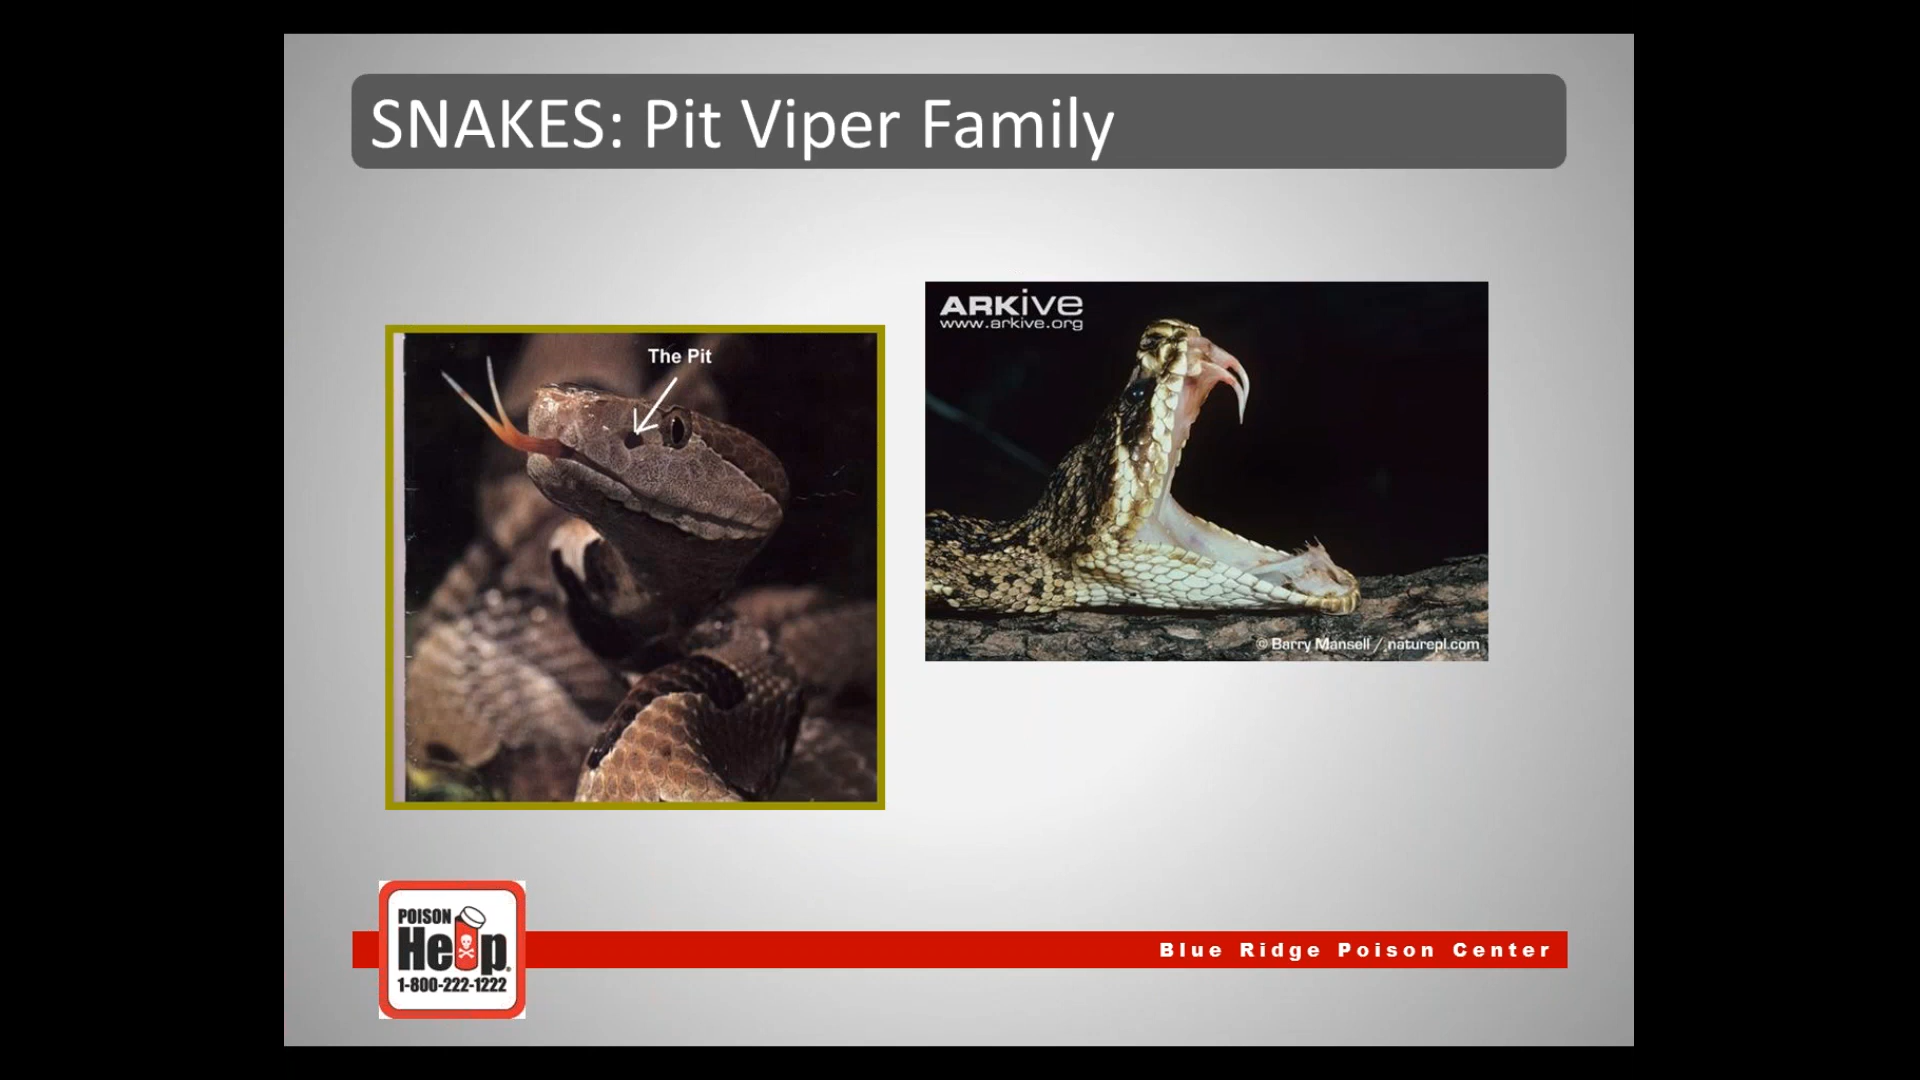 SNAKES: Pit Viper Family
The Pit
ARKive
www.arkive.org
© Barry Mansell / naturepl.com
POISON
Help®
1-800-222-1222
Blue Ridge Poison Center